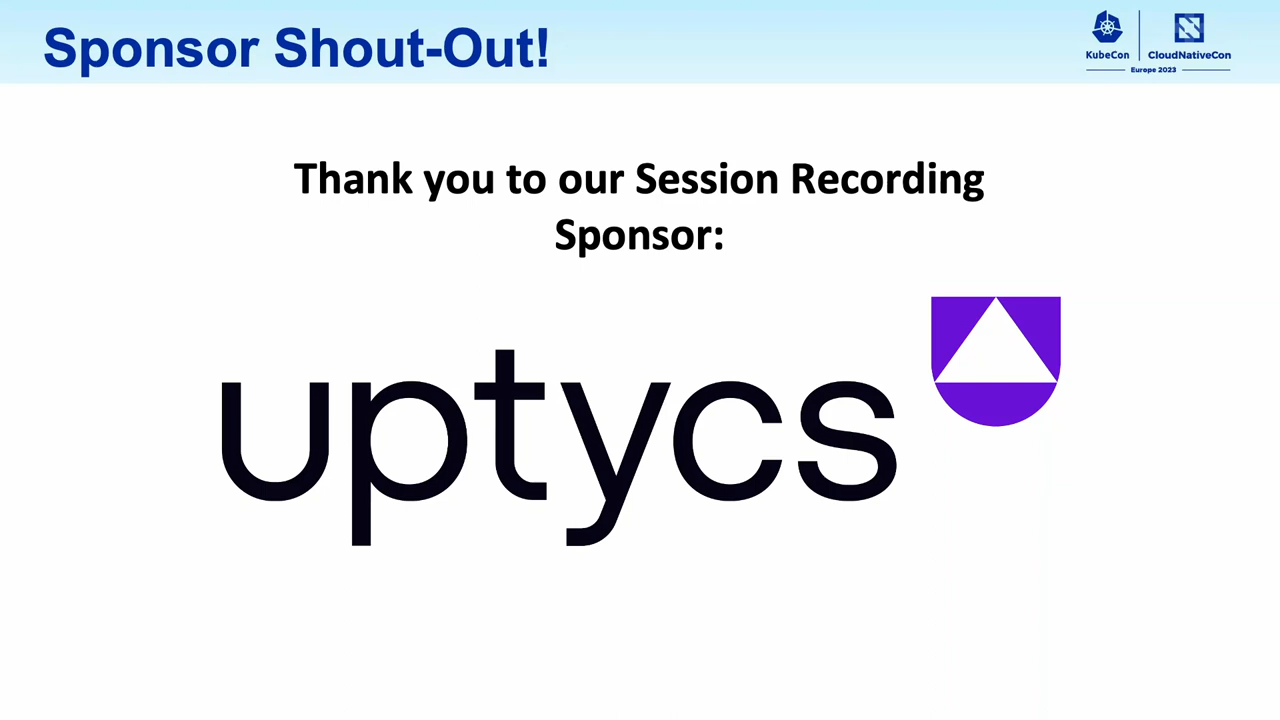 Sponsor Shout-Out!
KubeCon
CloudNativeCon
Europe 2023
Thank you to our Session Recording
Sponsor:
uptycs